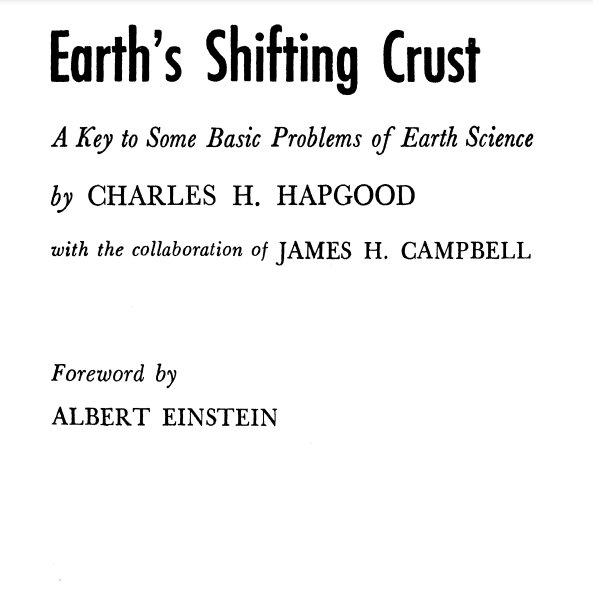 Earth's Shifting Crust
A Key to Some Basic Problems of Earth Science
by CHARLES H. HAPGOOD
with the collaboration of JAMES H. CAMPBELL
Foreword by
ALBERT EINSTEIN